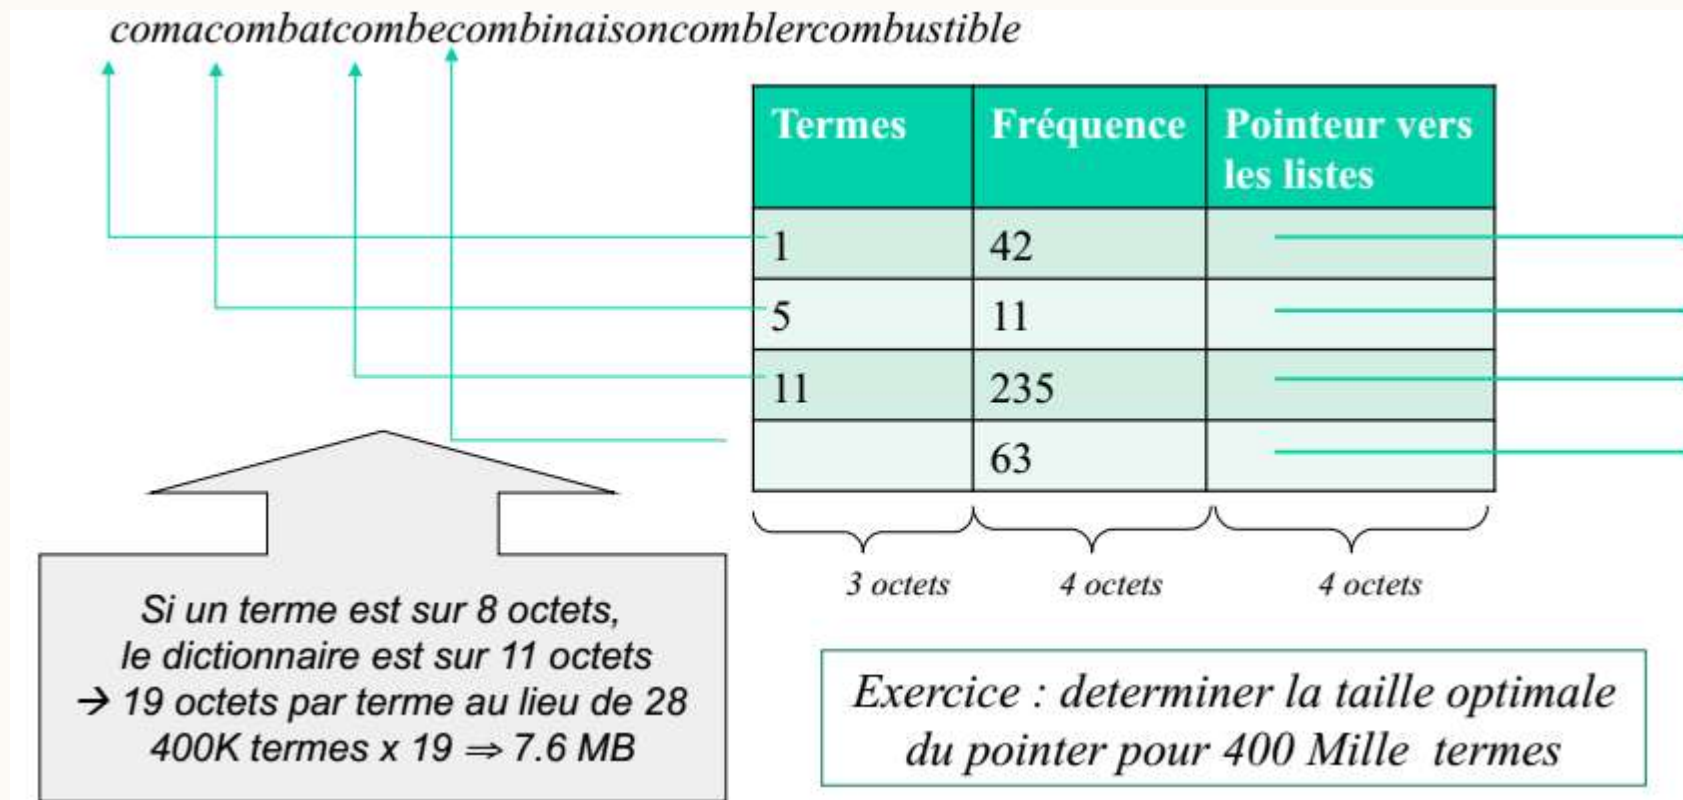 comacombatcombecombinaisoncomblercombustible
Termes Fréquence Pointeur vers
les listes
1 42
5 11
11 235
63
3 octets 4 octets 4 octets
Si un terme est sur 8 octets,
le dictionnaire est sur 11 octets
→ 19 octets par terme au lieu de 28
400K termes x 19 ⇒ 7.6 MB
Exercice : determiner la taille optimale
du pointer pour 400 Mille termes